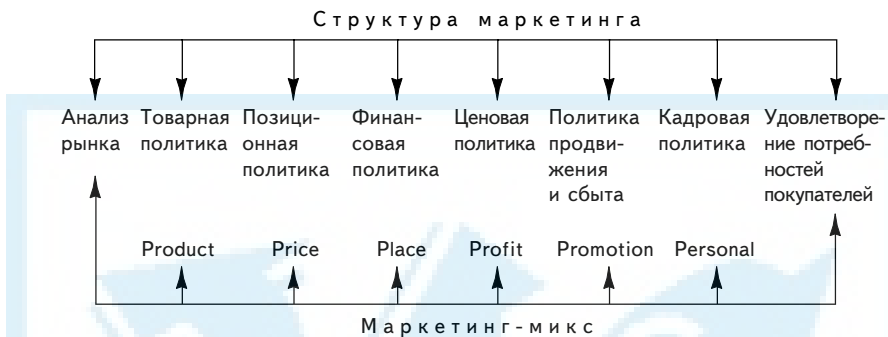 Структура маркетинга
Анализ Товарная Позици- Финан- Ценовая Политика Кадровая Удовлетворе-
рынка политика онная совая политика продви- политика ние потреб-
политика политика жения ностей
и сбыта покупателей
Product Price Place Profit Promotion Personal
Маркетинг-микс